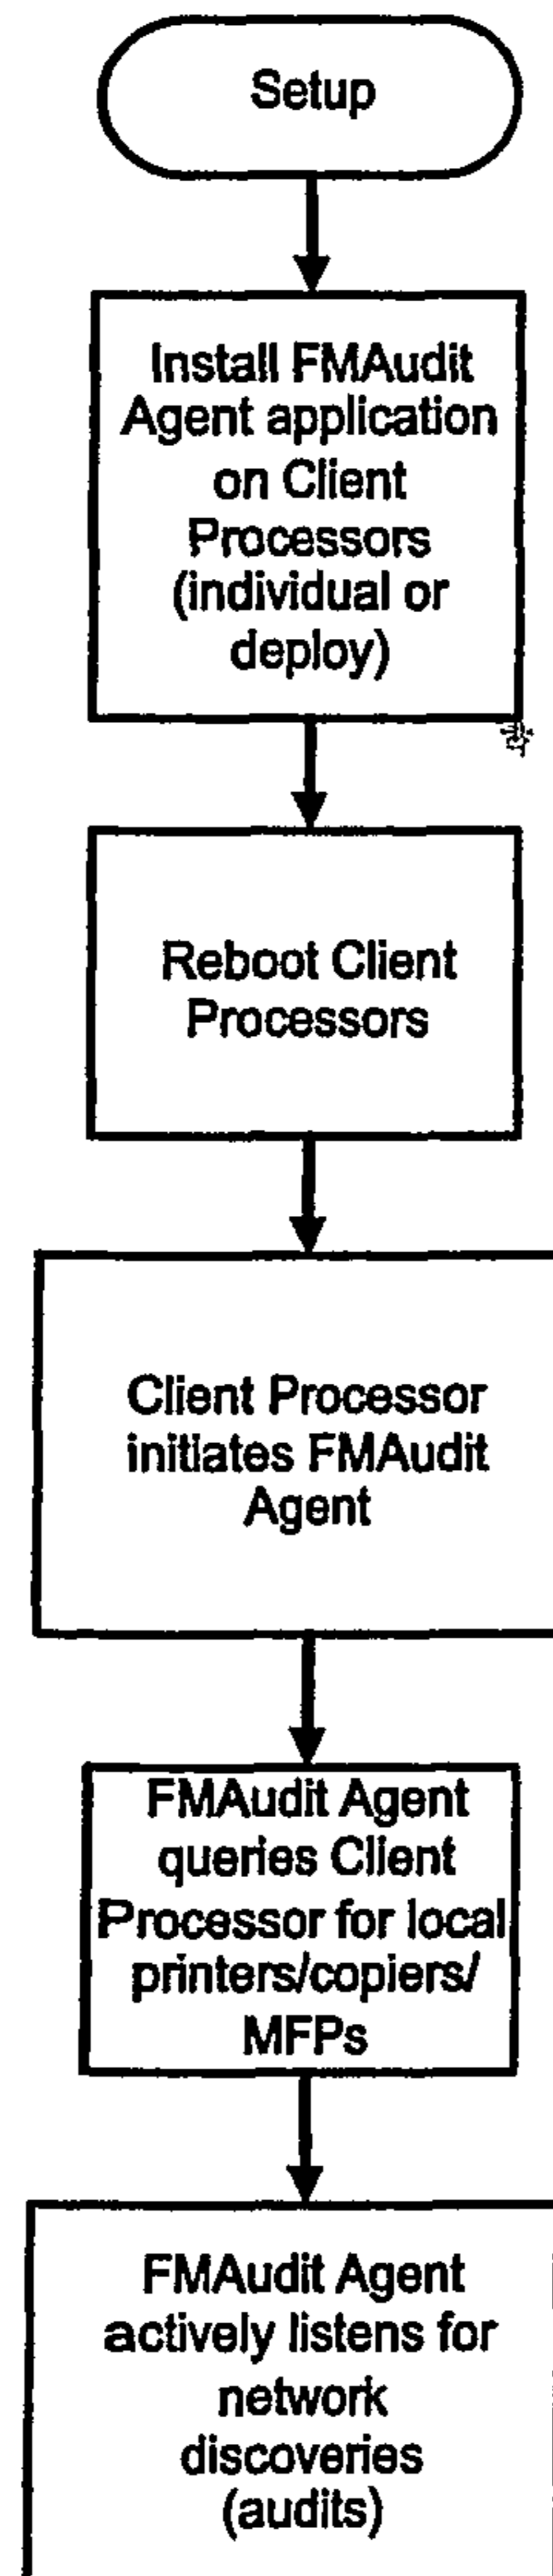 Setup
Install FMAudit
Agent application
on Client
Processors
(individual or
deploy)
Reboot Client
Processors
Client Processor
initiates FMAudit
Agent
FMAudit Agent
queries Client
Processor for local
printers/copiers/
MFPs
FMAudit Agent
actively listens for
network
discoveries
(audits)